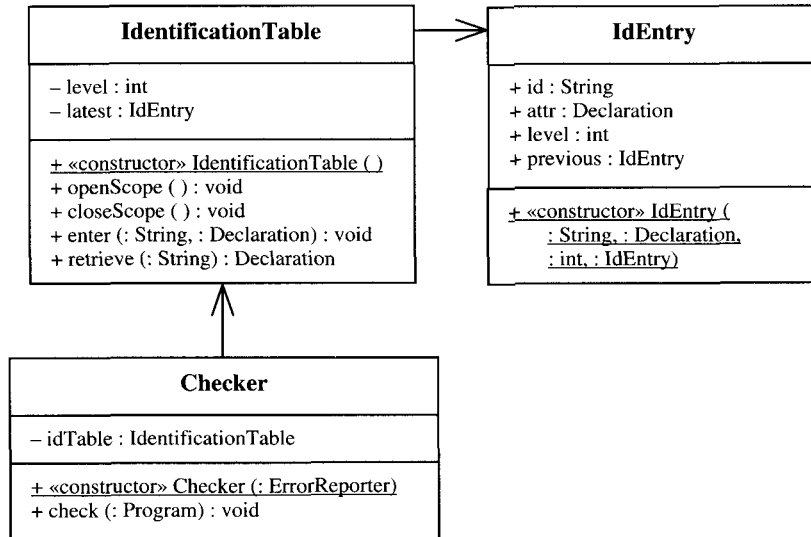 IdentificationTable
– level : int
– latest : IdEntry
+ «constructor» IdentificationTable ( )
+ openScope ( ) : void
+ closeScope ( ) : void
+ enter (: String, : Declaration) : void
+ retrieve (: String) : Declaration
IdEntry
+ id : String
+ attr : Declaration
+ level : int
+ previous : IdEntry
+ «constructor» IdEntry (
: String, : Declaration,
: int, : IdEntry)
Checker
– idTable : IdentificationTable
+ «constructor» Checker (: ErrorReporter)
+ check (: Program) : void